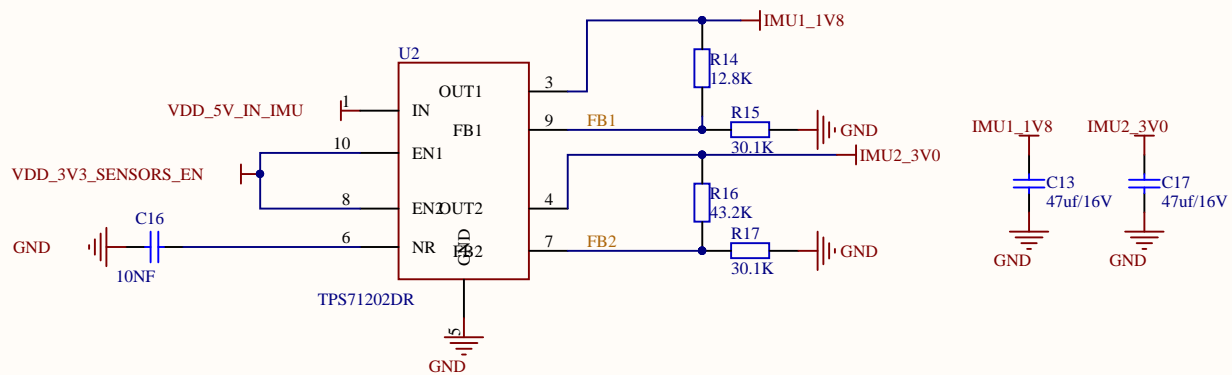 IMU1_1V8
U2
R14
12.8K
OUT1
3
VDD_5V_IN_IMU
1
IN
FB1
9
FB1
R15
30.1K
GND
10
EN1
IMU2_3V0
VDD_3V3_SENSORS_EN
8
EN2
OUT2
4
R16
43.2K
C16
GND
10NF
6
NR
GND
FB2
7
FB2
R17
30.1K
GND
TPS71202DR
5
GND
IMU1_1V8
IMU2_3V0
C13
47uf/16V
C17
47uf/16V
GND
GND